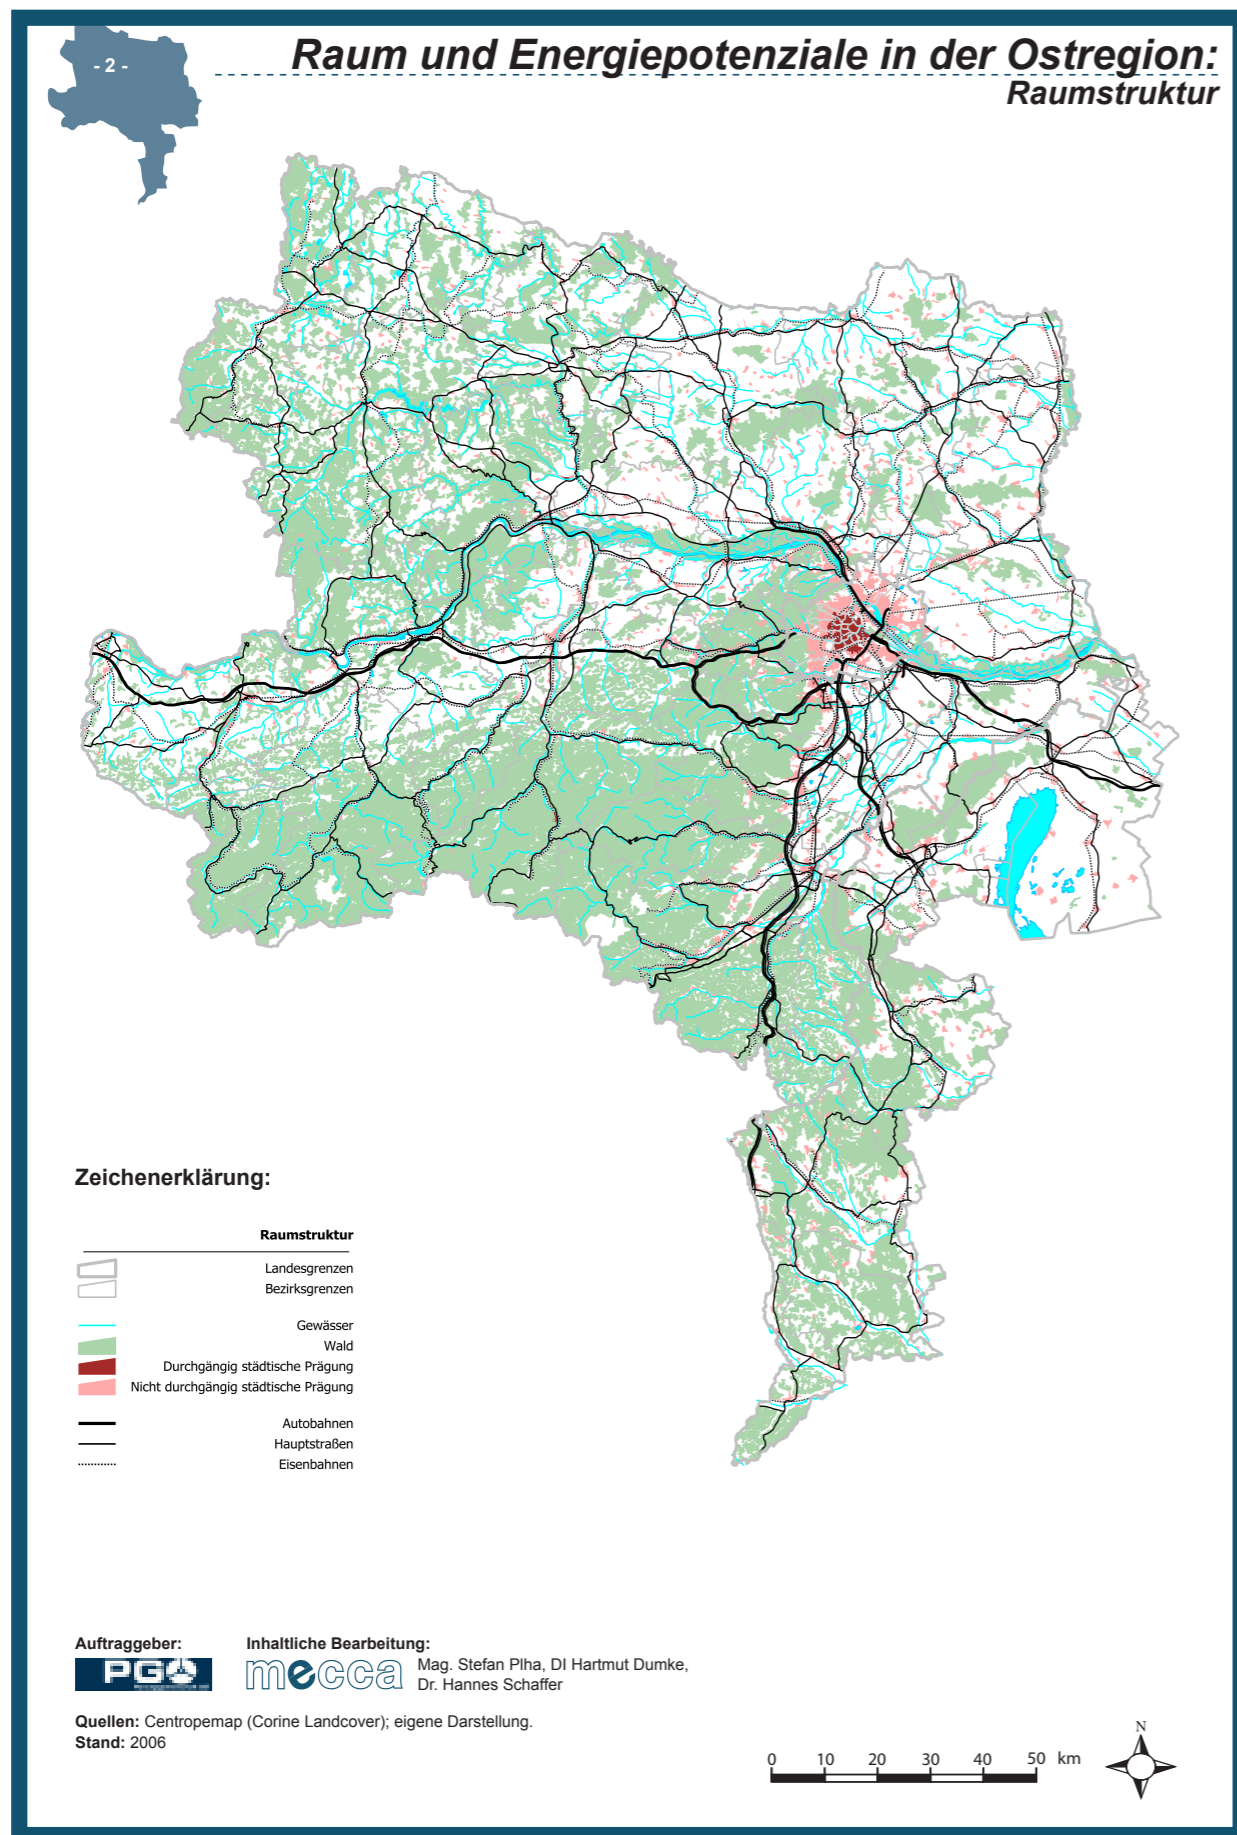 - 2 -
Raum und Energiepotenziale in der Ostregion:
Raumstruktur
Zeichenerklärung:
Raumstruktur
Landesgrenzen
Bezirksgrenzen
Gewässer
Wald
Durchgängig städtische Prägung
Nicht durchgängig städtische Prägung
Autobahnen
Hauptstraßen
Eisenbahnen
Auftraggeber: Inhaltliche Bearbeitung:
PGO mecca Mag. Stefan Plha, DI Hartmut Dumke,
Dr. Hannes Schaffer
Quellen: Centropemap (Corine Landcover); eigene Darstellung.
Stand: 2006
0 10 20 30 40 50 km
N